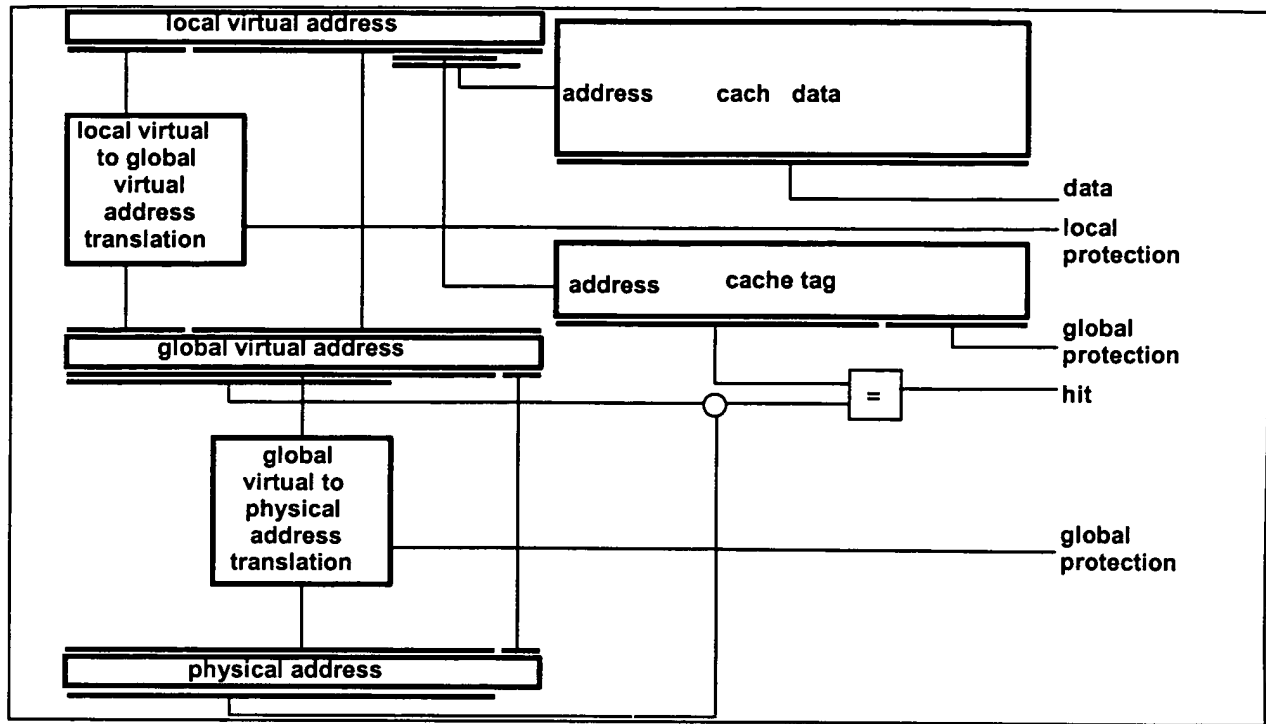 local virtual address
address cach data
local virtual
to global
virtual
address
translation
data
local
protection
address cache tag
global virtual address
global
protection
=
hit
global
virtual to
physical
address
translation
global
protection
physical address